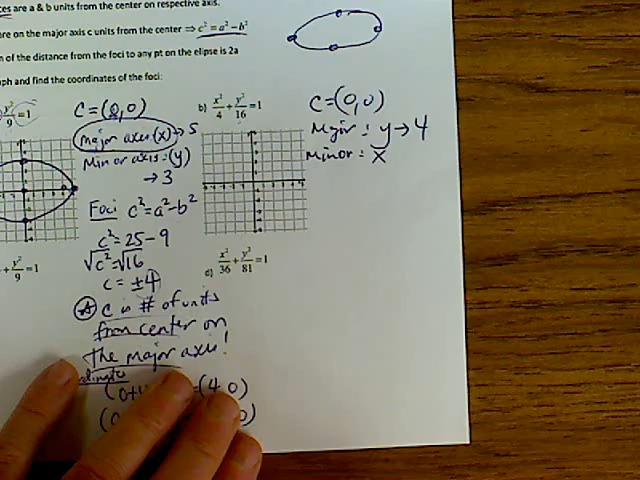 ces are a & b units from the center on respective axis.
are on the major axis c units from the center ⇒ c² = a² - b²
m of the distance from the foci to any pt on the elipse is 2a
ph and find the coordinates of the foci:
y²/9 = 1
C = (0,0)
Major axis (x) → 5
Minor axis: (y)
→ 3
Foci c² = a² - b²
c² = 25 - 9
√c² = √16
c = ±4
c is # of units
from center on
the major axis!
(4, 0)
b) x²/4 + y²/16 = 1
C = (0,0)
Major: y → 4
Minor: x
+ y²/9 = 1
d) x²/36 + y²/81 = 1